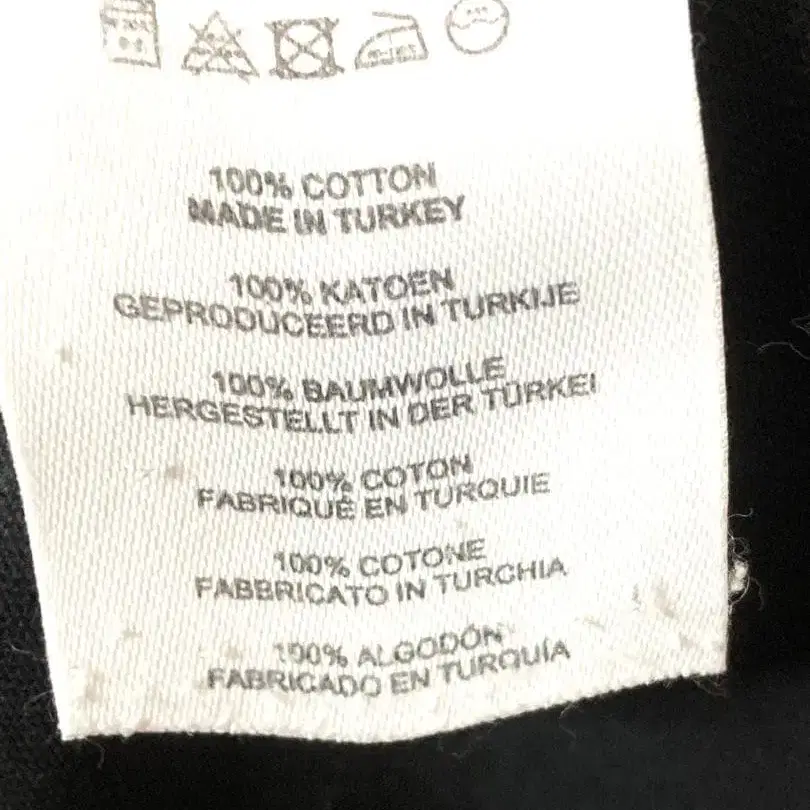 100% COTTON
MADE IN TURKEY
100% KATOEN
GEPRODUCEERD IN TURKIJE
100% BAUMWOLLE
HERGESTELLT IN DER TÜRKEI
100% COTON
FABRIQUÉ EN TURQUIE
100% COTONE
FABBRICATO IN TURCHIA
100% ALGODÓN
FABRICADO EN TURQUÍA